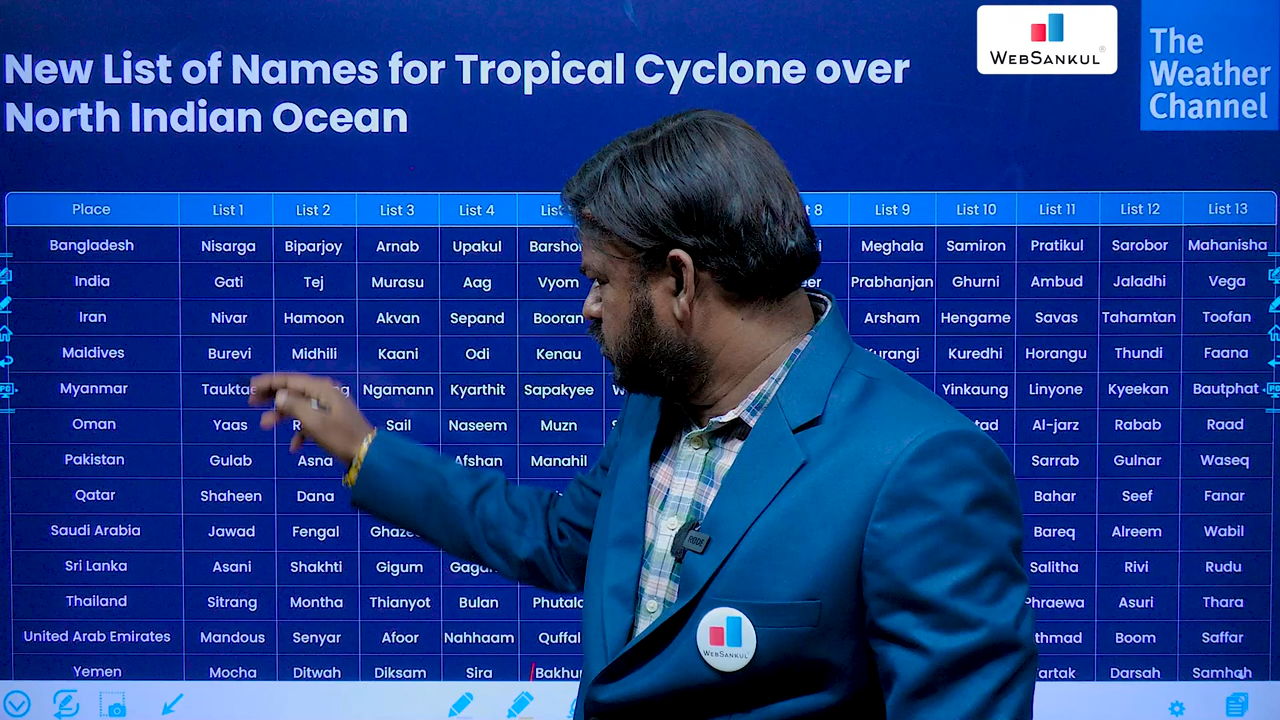 New List of Names for Tropical Cyclone over
North Indian Ocean
WEBSANKUL
The
Weather
Channel
Place List 1 List 2 List 3 List 4 List 9 List 10 List 11 List 12 List 13
Bangladesh Nisarga Biparjoy Arnab Upakul Meghala Samiron Pratikul Sarobor Mahanisha
India Gati Tej Murasu Aag Vyom Prabhanjan Ghurni Ambud Jaladhi Vega
Iran Nivar Hamoon Akvan Sepand Arsham Hengame Savas Tahamtan Toofan
Maldives Burevi Midhili Kaani Odi Kenau Kuredhi Horangu Thundi Faana
Myanmar Ngamann Kyarthit Sapakyee Yinkaung Linyone Kyeekan Bautphat
Oman Yaas Sail Naseem Muzn Al-jarz Rabab Raad
Pakistan Gulab Asna Afshan Manahil Sarrab Gulnar Waseq
Qatar Shaheen Dana Bahar Seef Fanar
Saudi Arabia Jawad Fengal Bareq Alreem Wabil
Sri Lanka Asani Shakhti Gigum Salitha Rivi Rudu
Thailand Sitrang Montha Thianyot Bulan Phraewa Asuri Thara
United Arab Emirates Mandous Senyar Afoor Nahhaam Quffal Boom Saffar
Yemen Mocha Ditwah Diksam Sira Darsah Samhah
RODE
WEBSANKUL